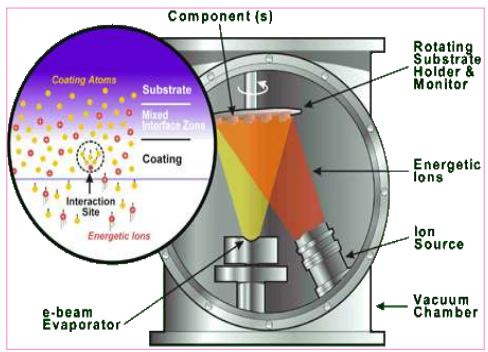 Component (s)
Coating Atoms
Substrate
Mixed
Interface Zone
Coating
Interaction
Site
Energetic Ions
Rotating
Substrate
Holder &
Monitor
Energetic
Ions
Ion
Source
Vacuum
Chamber
e-beam
Evaporator